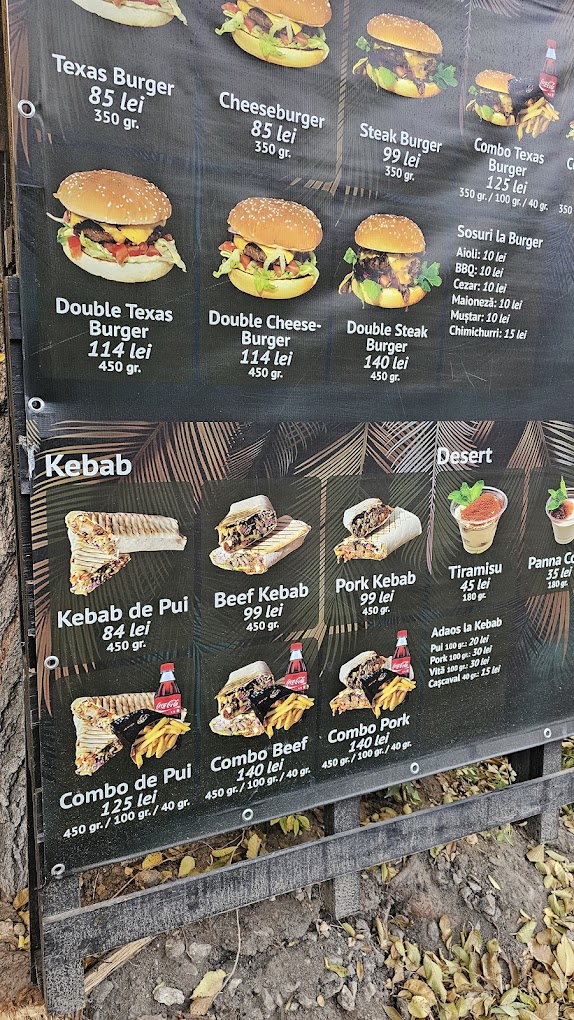 Texas Burger
85 lei
350 gr.
Cheeseburger
85 lei
350 gr.
Steak Burger
99 lei
350 gr.
Combo Texas
Burger
125 lei
350 gr. / 100 gr. / 40 gr.
Double Texas
Burger
114 lei
450 gr.
Double Cheese-
Burger
114 lei
450 gr.
Double Steak
Burger
140 lei
450 gr.
Sosuri la Burger
Aioli: 10 lei
BBQ: 10 lei
Cezar: 10 lei
Maioneză: 10 lei
Muștar: 10 lei
Chimichurri: 15 lei
Kebab
Kebab de Pui
84 lei
450 gr.
Beef Kebab
99 lei
450 gr.
Pork Kebab
99 lei
450 gr.
Coca-Cola
Combo de Pui
125 lei
450 gr. / 100 gr. / 40 gr.
Coca-Cola
Combo Beef
140 lei
450 gr. / 100 gr. / 40 gr.
Coca-Cola
Combo Pork
140 lei
450 gr. / 100 gr. / 40 gr.
Desert
Tiramisu
45 lei
180 gr.
Panna Co
35 lei
180 gr.
Adaos la Kebab
Pui 100 gr.: 20 lei
Pork 100 gr.: 30 lei
Vită 100 gr.: 30 lei
Cașcaval 40 gr.: 15 lei